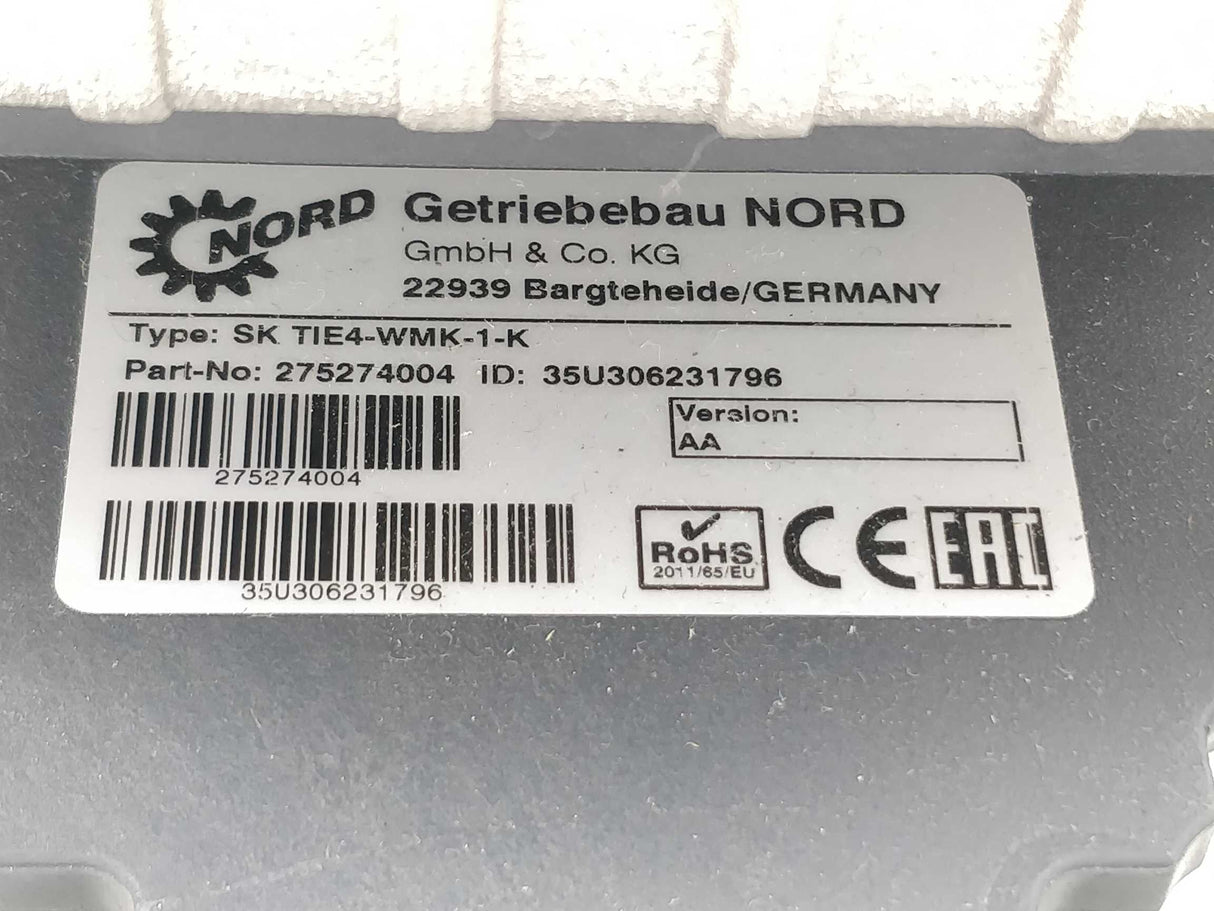 NORD
Getriebebau NORD
GmbH & Co. KG
22939 Bargteheide/GERMANY
Type: SK TIE4-WMK-1-K
Part-No: 275274004 ID: 35U306231796
275274004
Version:
AA
35U306231796
RoHS
2011/65/EU
CE
EAC